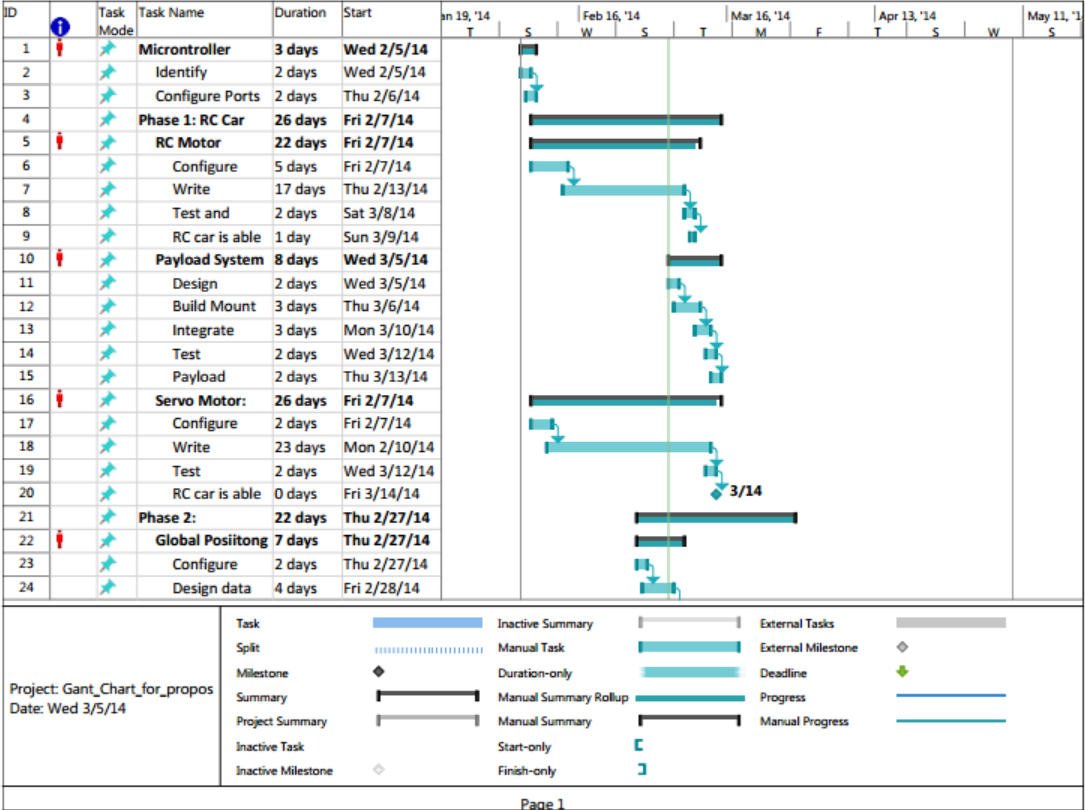 ID Task Mode Task Name Duration Start an 19, '14 Feb 16, '14 Mar 16, '14 Apr 13, '14 May 11, '1
T S W S T M F T S W S
1 Microntroller 3 days Wed 2/5/14
2 Identify 2 days Wed 2/5/14
3 Configure Ports 2 days Thu 2/6/14
4 Phase 1: RC Car 26 days Fri 2/7/14
5 RC Motor 22 days Fri 2/7/14
6 Configure 5 days Fri 2/7/14
7 Write 17 days Thu 2/13/14
8 Test and 2 days Sat 3/8/14
9 RC car is able 1 day Sun 3/9/14
10 Payload System 8 days Wed 3/5/14
11 Design 2 days Wed 3/5/14
12 Build Mount 3 days Thu 3/6/14
13 Integrate 3 days Mon 3/10/14
14 Test 2 days Wed 3/12/14
15 Payload 2 days Thu 3/13/14
16 Servo Motor: 26 days Fri 2/7/14
17 Configure 2 days Fri 2/7/14
18 Write 23 days Mon 2/10/14
19 Test 2 days Wed 3/12/14
20 RC car is able 0 days Fri 3/14/14 3/14
21 Phase 2: 22 days Thu 2/27/14
22 Global Posiitong 7 days Thu 2/27/14
23 Configure 2 days Thu 2/27/14
24 Design data 4 days Fri 2/28/14
Project: Gant_Chart_for_propos
Date: Wed 3/5/14
Task Inactive Summary External Tasks
Split Manual Task External Milestone
Milestone Duration-only Deadline
Summary Manual Summary Rollup Progress
Project Summary Manual Summary Manual Progress
Inactive Task Start-only
Inactive Milestone Finish-only
Page 1